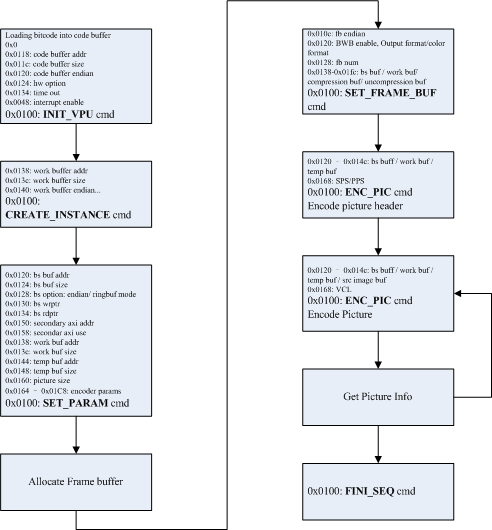 Loading bitcode into code buffer
0x0
0x0118: code buffer addr
0x011c: code buffer size
0x0120: code buffer endian
0x0124: hw option
0x0134: time out
0x0048: interrupt enable
0x0100: INIT_VPU cmd
0x0138: work buffer addr
0x013c: work buffer size
0x0140: work buffer endian...
0x0100:
CREATE_INSTANCE cmd
0x0120: bs buf addr
0x0124: bs buf size
0x0128: bs option: endian/ ringbuf mode
0x0130: bs wrptr
0x0134: bs rdptr
0x0150: secondary axi addr
0x0158: secondar axi use
0x0138: work buf addr
0x013c: work buf size
0x0144: temp buf addr
0x0148: temp buf size
0x0160: picture size
0x0164 - 0x01C8: encoder params
0x0100: SET_PARAM cmd
Allocate Frame buffer
0x010c: fb endian
0x0120: BWB enable, Output format/color
format
0x0128: fb num
0x0138-0x01fc: bs buf / work buf/
compression buf/ uncompression buf
0x0100: SET_FRAME_BUF
cmd
0x0120 - 0x014c: bs buff / work buf /
temp buf
0x0168: SPS/PPS
0x0100: ENC_PIC cmd
Encode picture header
0x0120 - 0x014c: bs buff / work buf /
temp buf / src image buf
0x0168: VCL
0x0100: ENC_PIC cmd
Encode Picture
Get Picture Info
0x0100: FINI_SEQ cmd